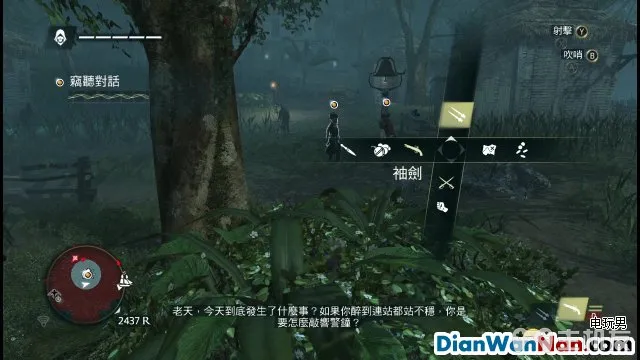 射擊 Y
吹哨 B
竊聽對話
袖劍
2437 R
老天，今天到底發生了什麼事？如果你醉到連站都站不穩，你是
要怎麼敲響警鐘？
电玩男
DianWanNan.com